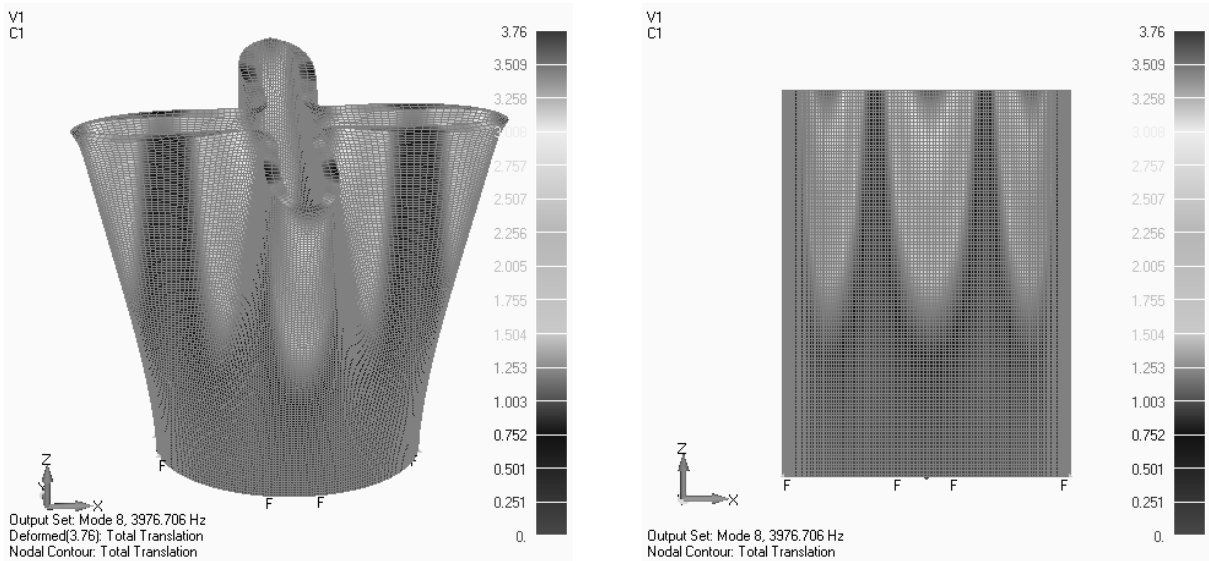 V1
C1
3.76
3.509
3.258
3.008
2.757
2.507
2.256
2.005
1.755
1.504
1.253
1.003
0.752
0.501
0.251
0.
Z
Y
X
F
F
F
F
Output Set: Mode 8, 3976.706 Hz
Deformed(3.76): Total Translation
Nodal Contour: Total Translation
V1
C1
3.76
3.509
3.258
3.008
2.757
2.507
2.256
2.005
1.755
1.504
1.253
1.003
0.752
0.501
0.251
0.
Z
X
F
F
F
F
Output Set: Mode 8, 3976.706 Hz
Nodal Contour: Total Translation